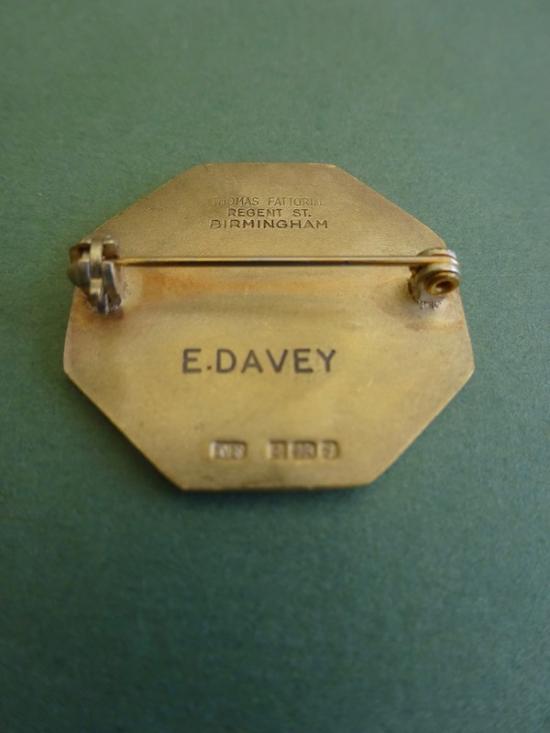 THOMAS FATTORINI
REGENT ST.
BIRMINGHAM
E.DAVEY